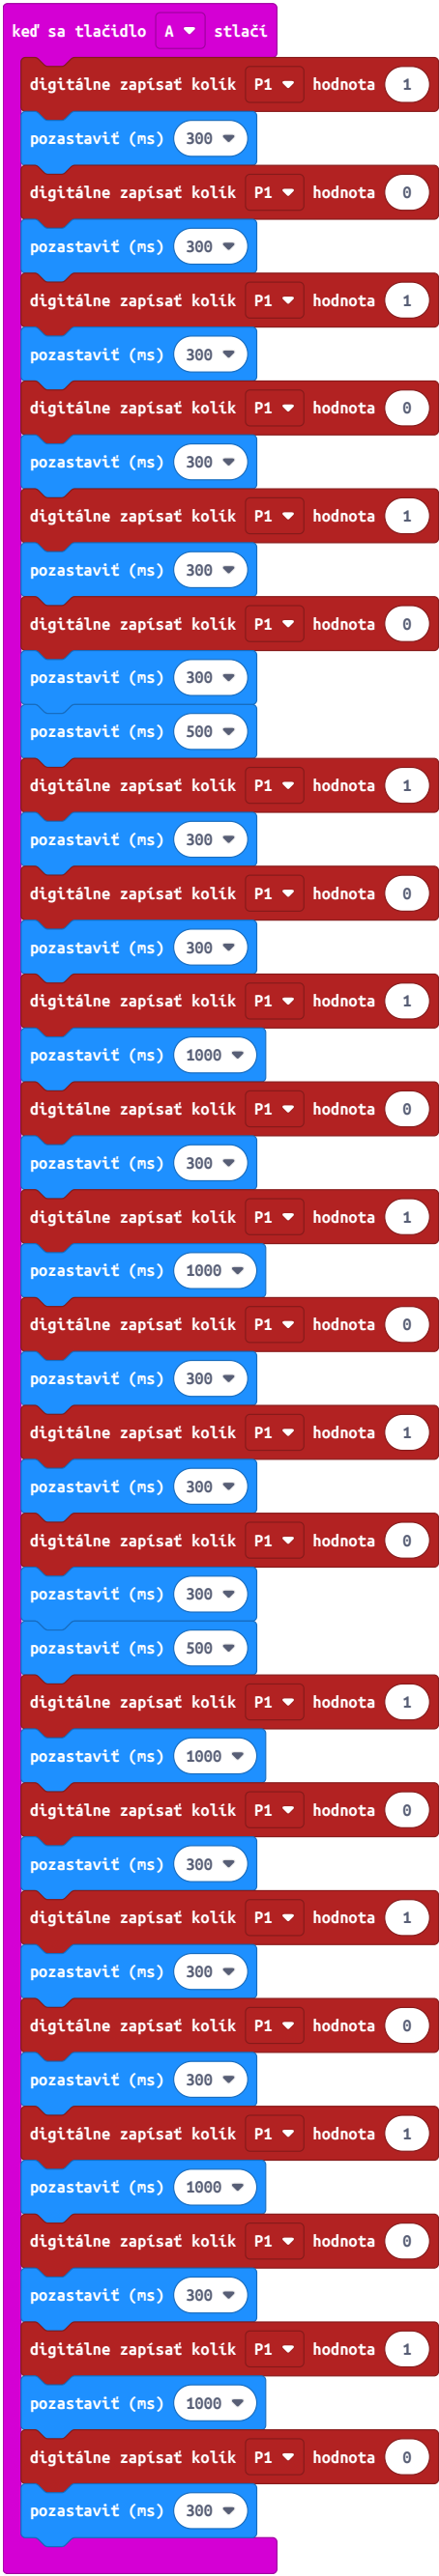 keď sa tlačidlo A stlačí
digitálne zapísať kolík P1 hodnota 1
pozastaviť (ms) 300
digitálne zapísať kolík P1 hodnota 0
pozastaviť (ms) 300
digitálne zapísať kolík P1 hodnota 1
pozastaviť (ms) 300
digitálne zapísať kolík P1 hodnota 0
pozastaviť (ms) 300
digitálne zapísať kolík P1 hodnota 1
pozastaviť (ms) 300
digitálne zapísať kolík P1 hodnota 0
pozastaviť (ms) 300
pozastaviť (ms) 500
digitálne zapísať kolík P1 hodnota 1
pozastaviť (ms) 300
digitálne zapísať kolík P1 hodnota 0
pozastaviť (ms) 300
digitálne zapísať kolík P1 hodnota 1
pozastaviť (ms) 1000
digitálne zapísať kolík P1 hodnota 0
pozastaviť (ms) 300
digitálne zapísať kolík P1 hodnota 1
pozastaviť (ms) 1000
digitálne zapísať kolík P1 hodnota 0
pozastaviť (ms) 300
digitálne zapísať kolík P1 hodnota 1
pozastaviť (ms) 300
digitálne zapísať kolík P1 hodnota 0
pozastaviť (ms) 300
pozastaviť (ms) 500
digitálne zapísať kolík P1 hodnota 1
pozastaviť (ms) 1000
digitálne zapísať kolík P1 hodnota 0
pozastaviť (ms) 300
digitálne zapísať kolík P1 hodnota 1
pozastaviť (ms) 300
digitálne zapísať kolík P1 hodnota 0
pozastaviť (ms) 300
digitálne zapísať kolík P1 hodnota 1
pozastaviť (ms) 1000
digitálne zapísať kolík P1 hodnota 0
pozastaviť (ms) 300
digitálne zapísať kolík P1 hodnota 1
pozastaviť (ms) 1000
digitálne zapísať kolík P1 hodnota 0
pozastaviť (ms) 300